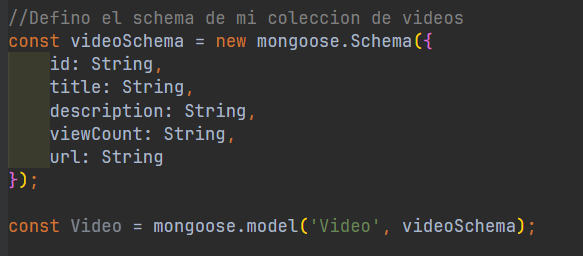 //Defino el schema de mi coleccion de videos
const videoSchema = new mongoose.Schema({
    id: String,
    title: String,
    description: String,
    viewCount: String,
    url: String
});
const Video = mongoose.model('Video', videoSchema);